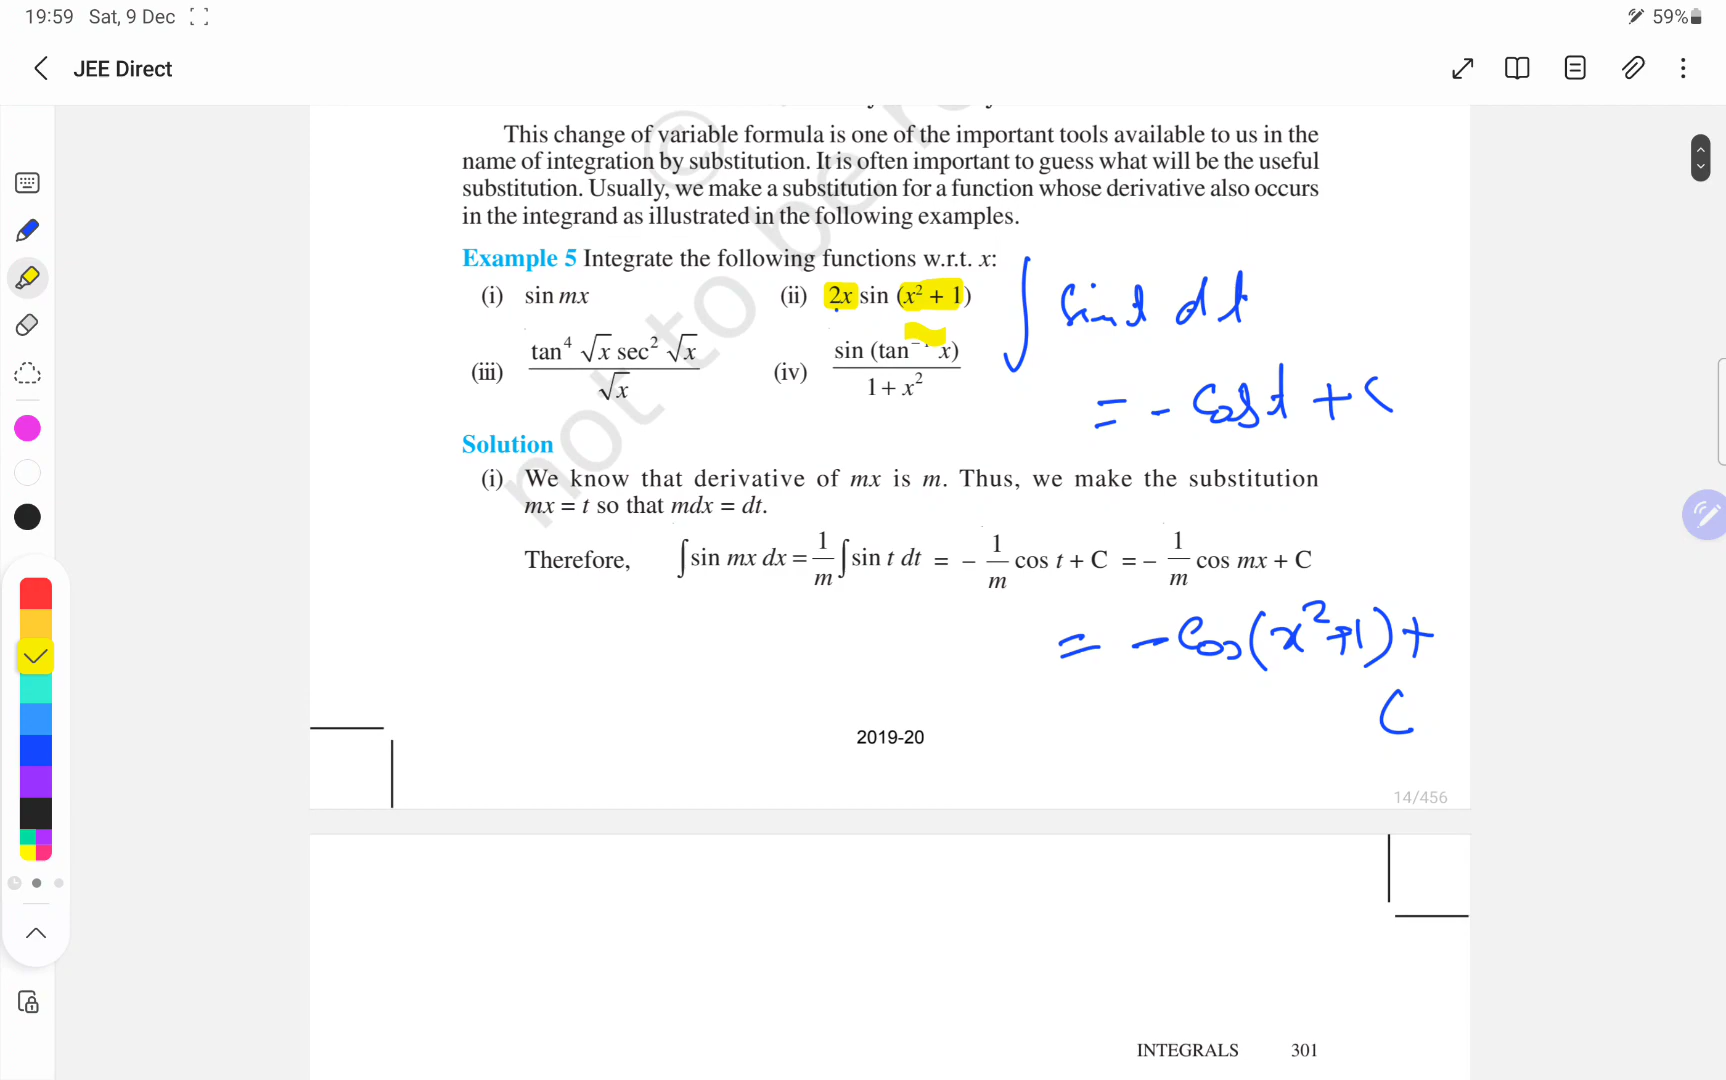 19:59 Sat, 9 Dec 59%
JEE Direct
This change of variable formula is one of the important tools available to us in the
name of integration by substitution. It is often important to guess what will be the useful
substitution. Usually, we make a substitution for a function whose derivative also occurs
in the integrand as illustrated in the following examples.
Example 5 Integrate the following functions w.r.t. x:
(i) sin mx (ii) 2x sin (x² + 1)
(iii) tan⁴ √x sec² √x / √x (iv) sin (tan⁻¹ x) / 1 + x²
∫ sin t dt
= - cos t + C
Solution
(i) We know that derivative of mx is m. Thus, we make the substitution
mx = t so that mdx = dt.
Therefore, ∫ sin mx dx = 1/m ∫ sin t dt = – 1/m cos t + C = – 1/m cos mx + C
= - Cos(x²+1) +
C
2019-20
14/456
INTEGRALS 301